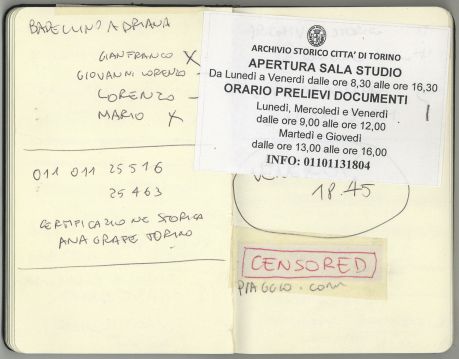 BARELLINO ADRIANA
GIANFRANCO X
GIOVANNI LORENZO -
LORENZO -
MARIO X
011 011 25516
25463
CERTIFICAZIONE STORICA
ANAGRAFE TORINO
ARCHIVIO STORICO CITTA' DI TORINO
APERTURA SALA STUDIO
Da Lunedì a Venerdì dalle ore 8,30 alle ore 16,30
ORARIO PRELIEVI DOCUMENTI
Lunedì, Mercoledì e Venerdì
dalle ore 9,00 alle ore 12,00
Martedì e Giovedì
dalle ore 13,00 alle ore 16,00
INFO: 01101131804
18.45
CENSORED
PIAGGIO.COM